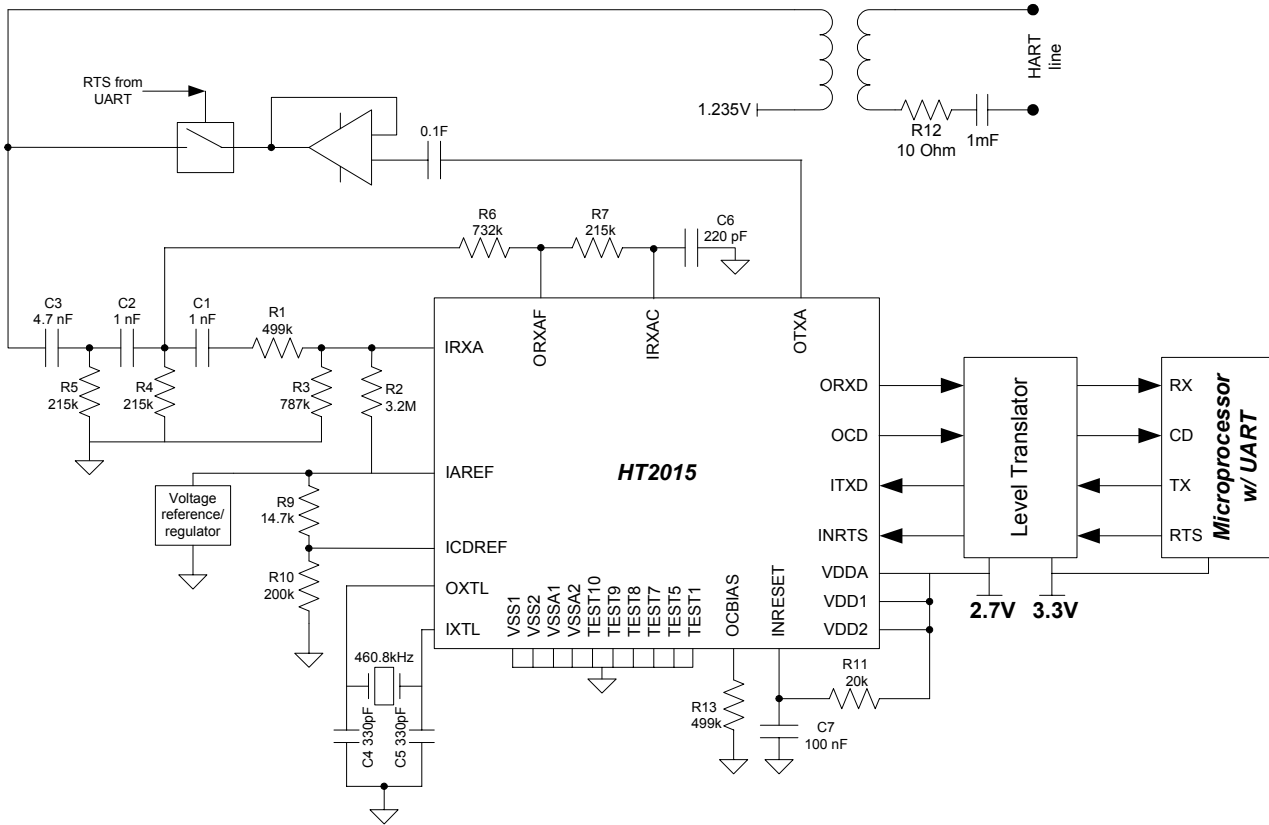 HART
line
RTS from
UART
1.235V
R12
10 Ohm
1mF
0.1F
R6
732k
R7
215k
C6
220 pF
C3
4.7 nF
C2
1 nF
C1
1 nF
R1
499k
R5
215k
R4
215k
R3
787k
R2
3.2M
IRXA
ORXAF
IRXAC
OTXA
ORXD
OCD
ITXD
INRTS
VDDA
VDD1
VDD2
IAREF
ICDREF
OXTL
IXTL
HT2015
Level Translator
RX
CD
TX
RTS
Microprocessor
w/ UART
2.7V
3.3V
Voltage
reference/
regulator
R9
14.7k
R10
200k
VSS1
VSS2
VSSA1
VSSA2
TEST10
TEST9
TEST8
TEST7
TEST5
TEST1
OCBIAS
INRESET
460.8kHz
C4 330pF
C5 330pF
R13
499k
R11
20k
C7
100 nF